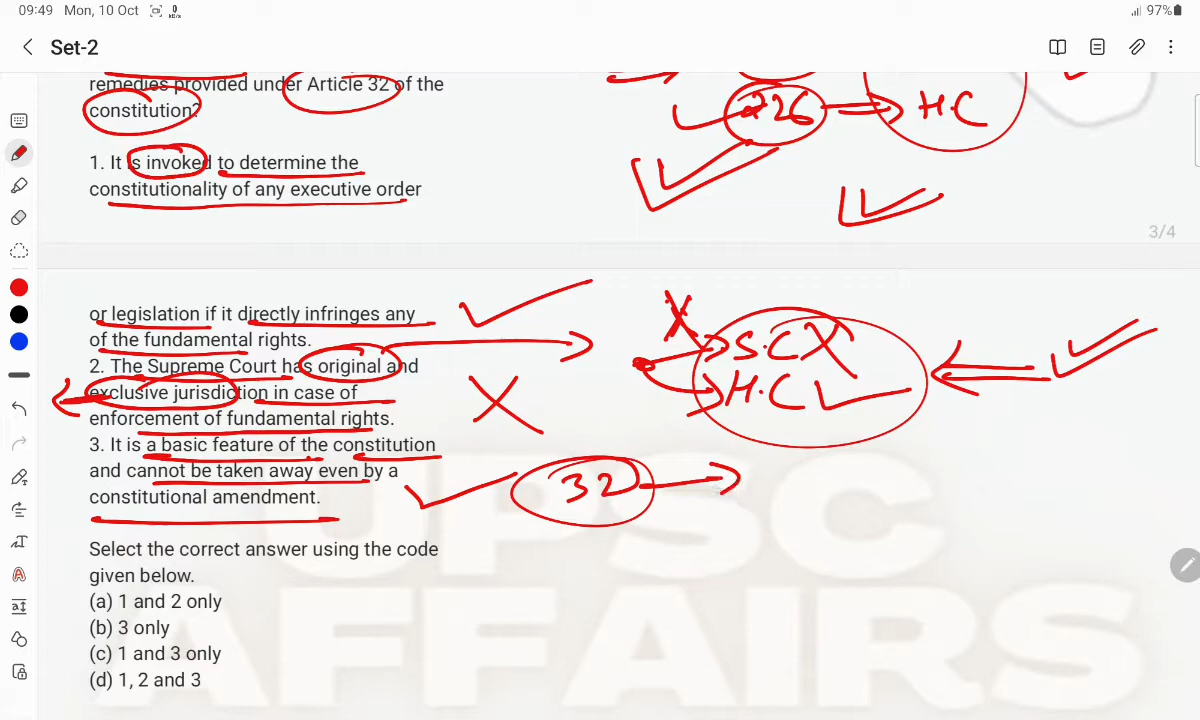 09:49 Mon, 10 Oct 0 KB/s 97%
Set-2
remedies provided under Article 32 of the
constitution?
226 H.C
1. It is invoked to determine the
constitutionality of any executive order
3/4
or legislation if it directly infringes any
of the fundamental rights.
S.C
2. The Supreme Court has original and
exclusive jurisdiction in case of
H.C
enforcement of fundamental rights.
3. It is a basic feature of the constitution
and cannot be taken away even by a
32
constitutional amendment.
Select the correct answer using the code
given below.
(a) 1 and 2 only
(b) 3 only
(c) 1 and 3 only
(d) 1, 2 and 3
UPSC
AFFAIRS